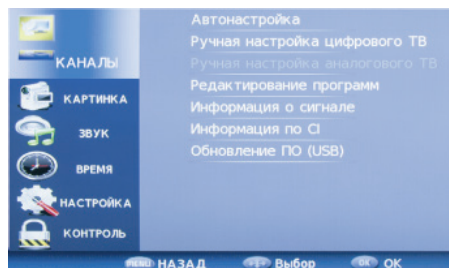 КАНАЛЫ
КАРТИНКА
ЗВУК
ВРЕМЯ
НАСТРОЙКА
КОНТРОЛЬ
Автонастройка
Ручная настройка цифрового ТВ
Ручная настройка аналогового ТВ
Редактирование программ
Информация о сигнале
Информация по CI
Обновление ПО (USB)
MENU НАЗАД Выбор OK OK